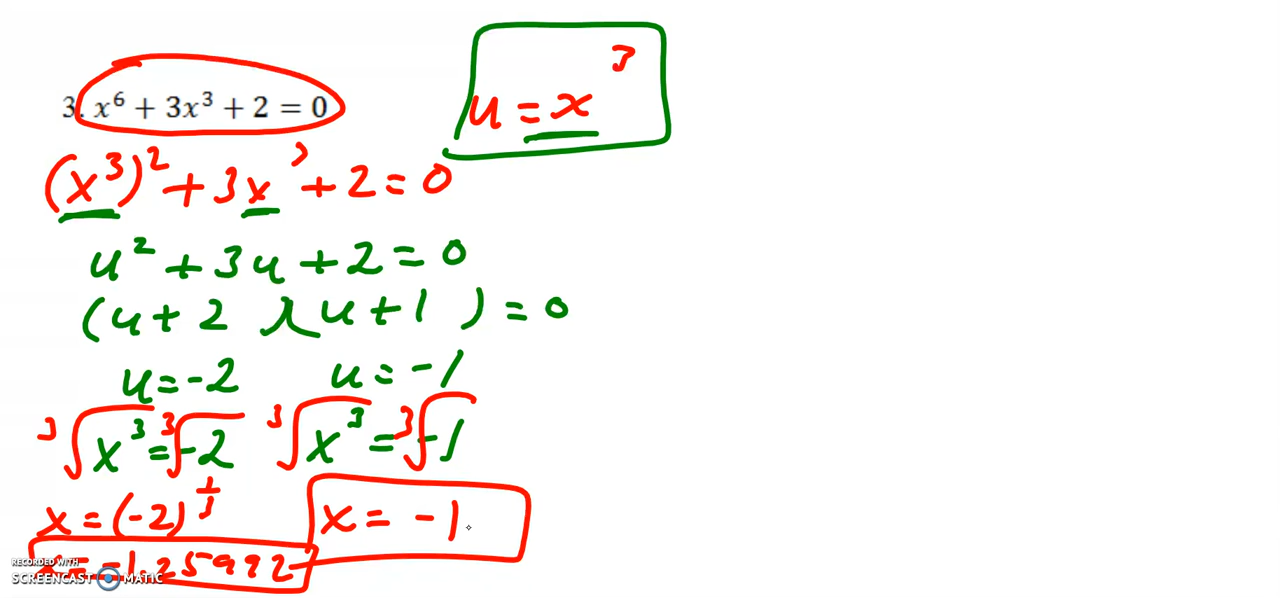 3. x⁶ + 3x³ + 2 = 0
u = x³
(x³)² + 3x³ + 2 = 0
u² + 3u + 2 = 0
(u + 2)(u + 1) = 0
u = -2 u = -1
∛x³ = ∛-2 ∛x³ = ∛-1
x = (-2)^(1/3) x = -1
x = -1.25992
RECORDED WITH
SCREENCAST MATIC